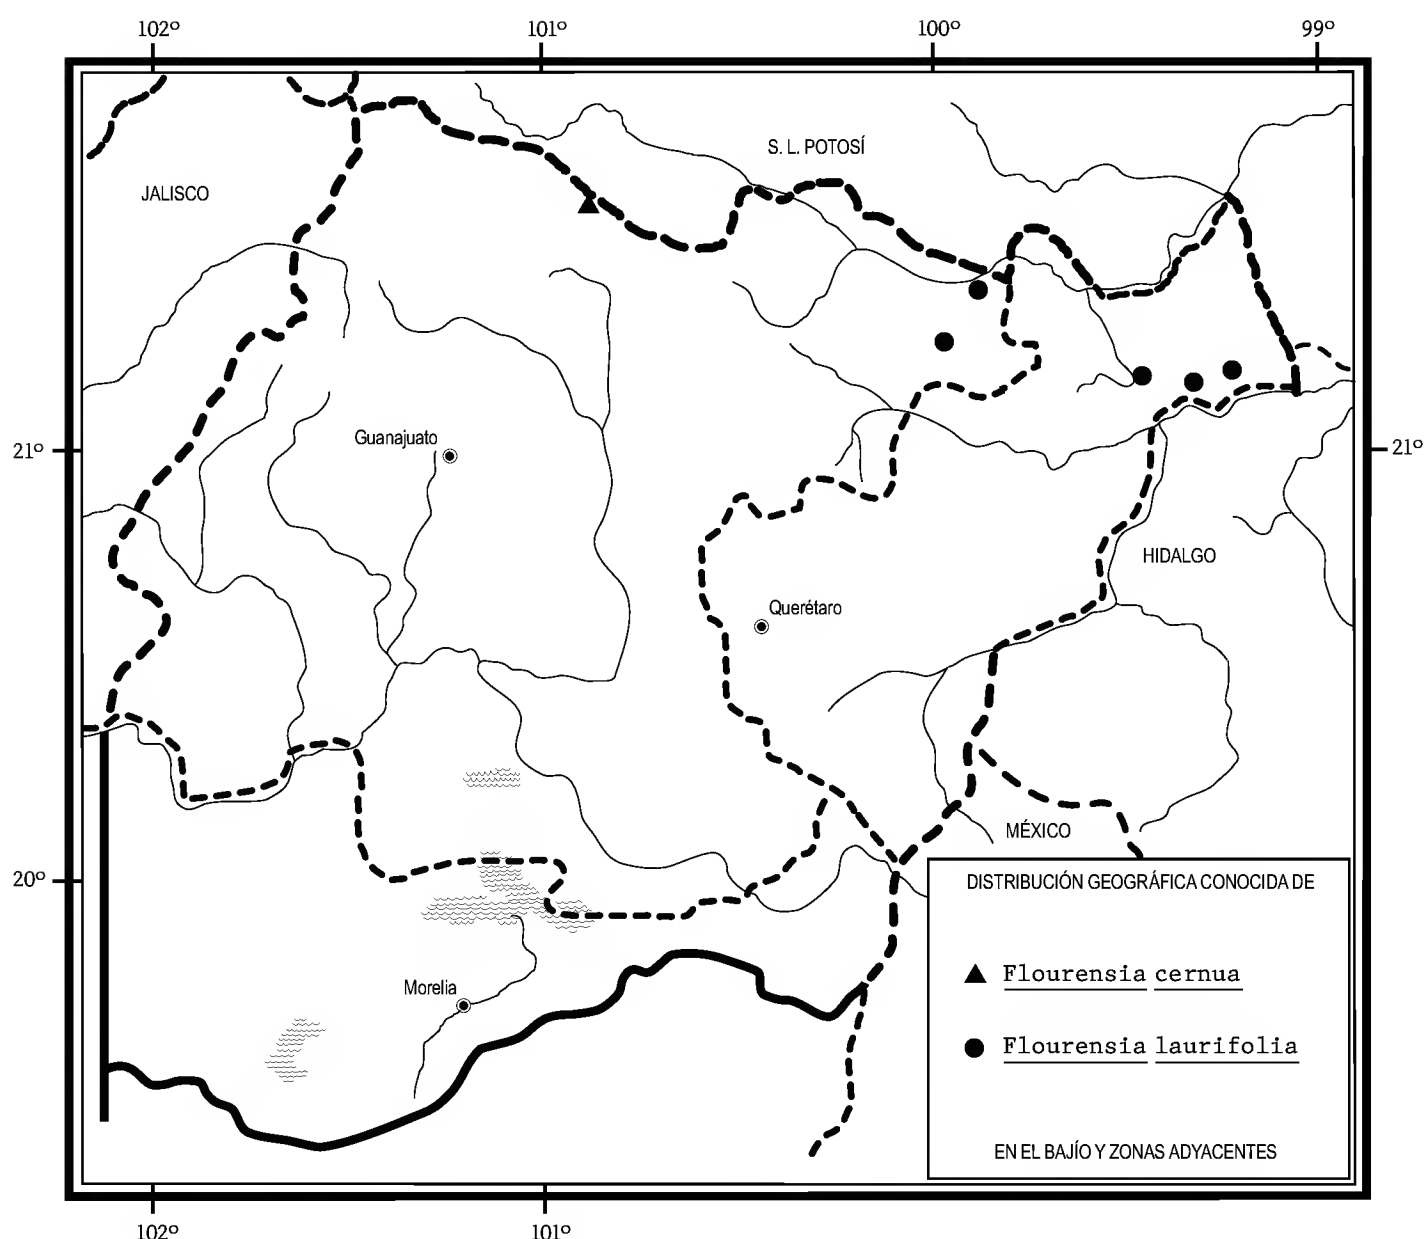 102º 101º 100º 99º
S. L. POTOSÍ
JALISCO
Guanajuato
21º 21º
HIDALGO
Querétaro
MÉXICO
20º
DISTRIBUCIÓN GEOGRÁFICA CONOCIDA DE
Flourensia cernua
Morelia
Flourensia laurifolia
EN EL BAJÍO Y ZONAS ADYACENTES
102º 101º